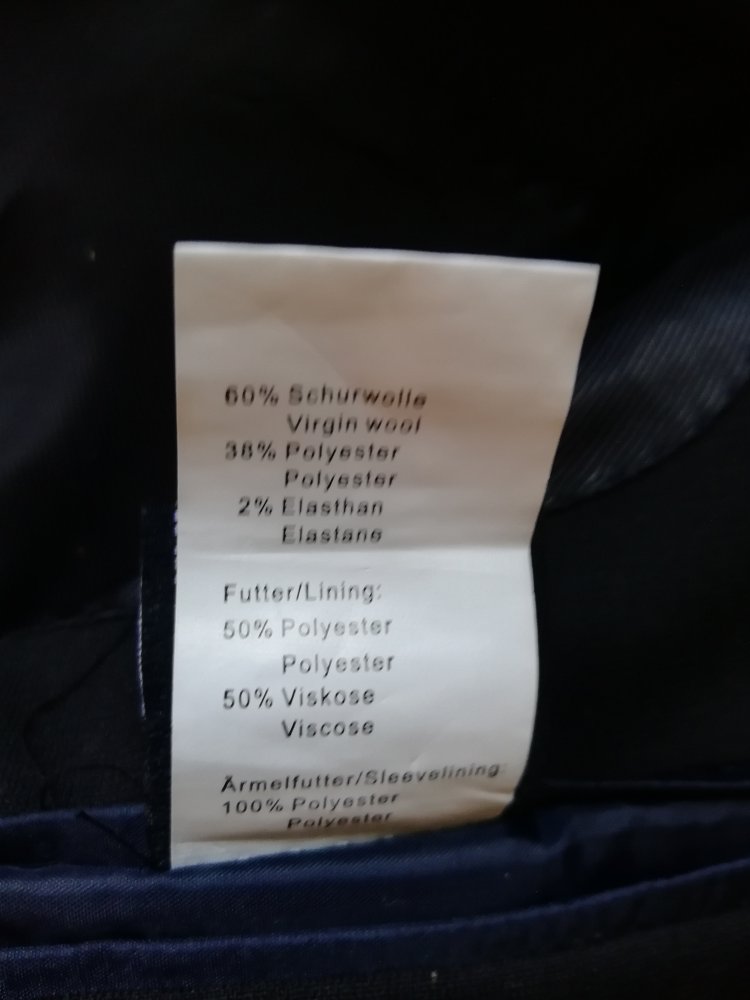 60% Schurwolle
Virgin wool
38% Polyester
Polyester
2% Elasthan
Elastane
Futter/Lining:
50% Polyester
Polyester
50% Viskose
Viscose
Ärmelfutter/Sleevelining:
100% Polyester
Polyester